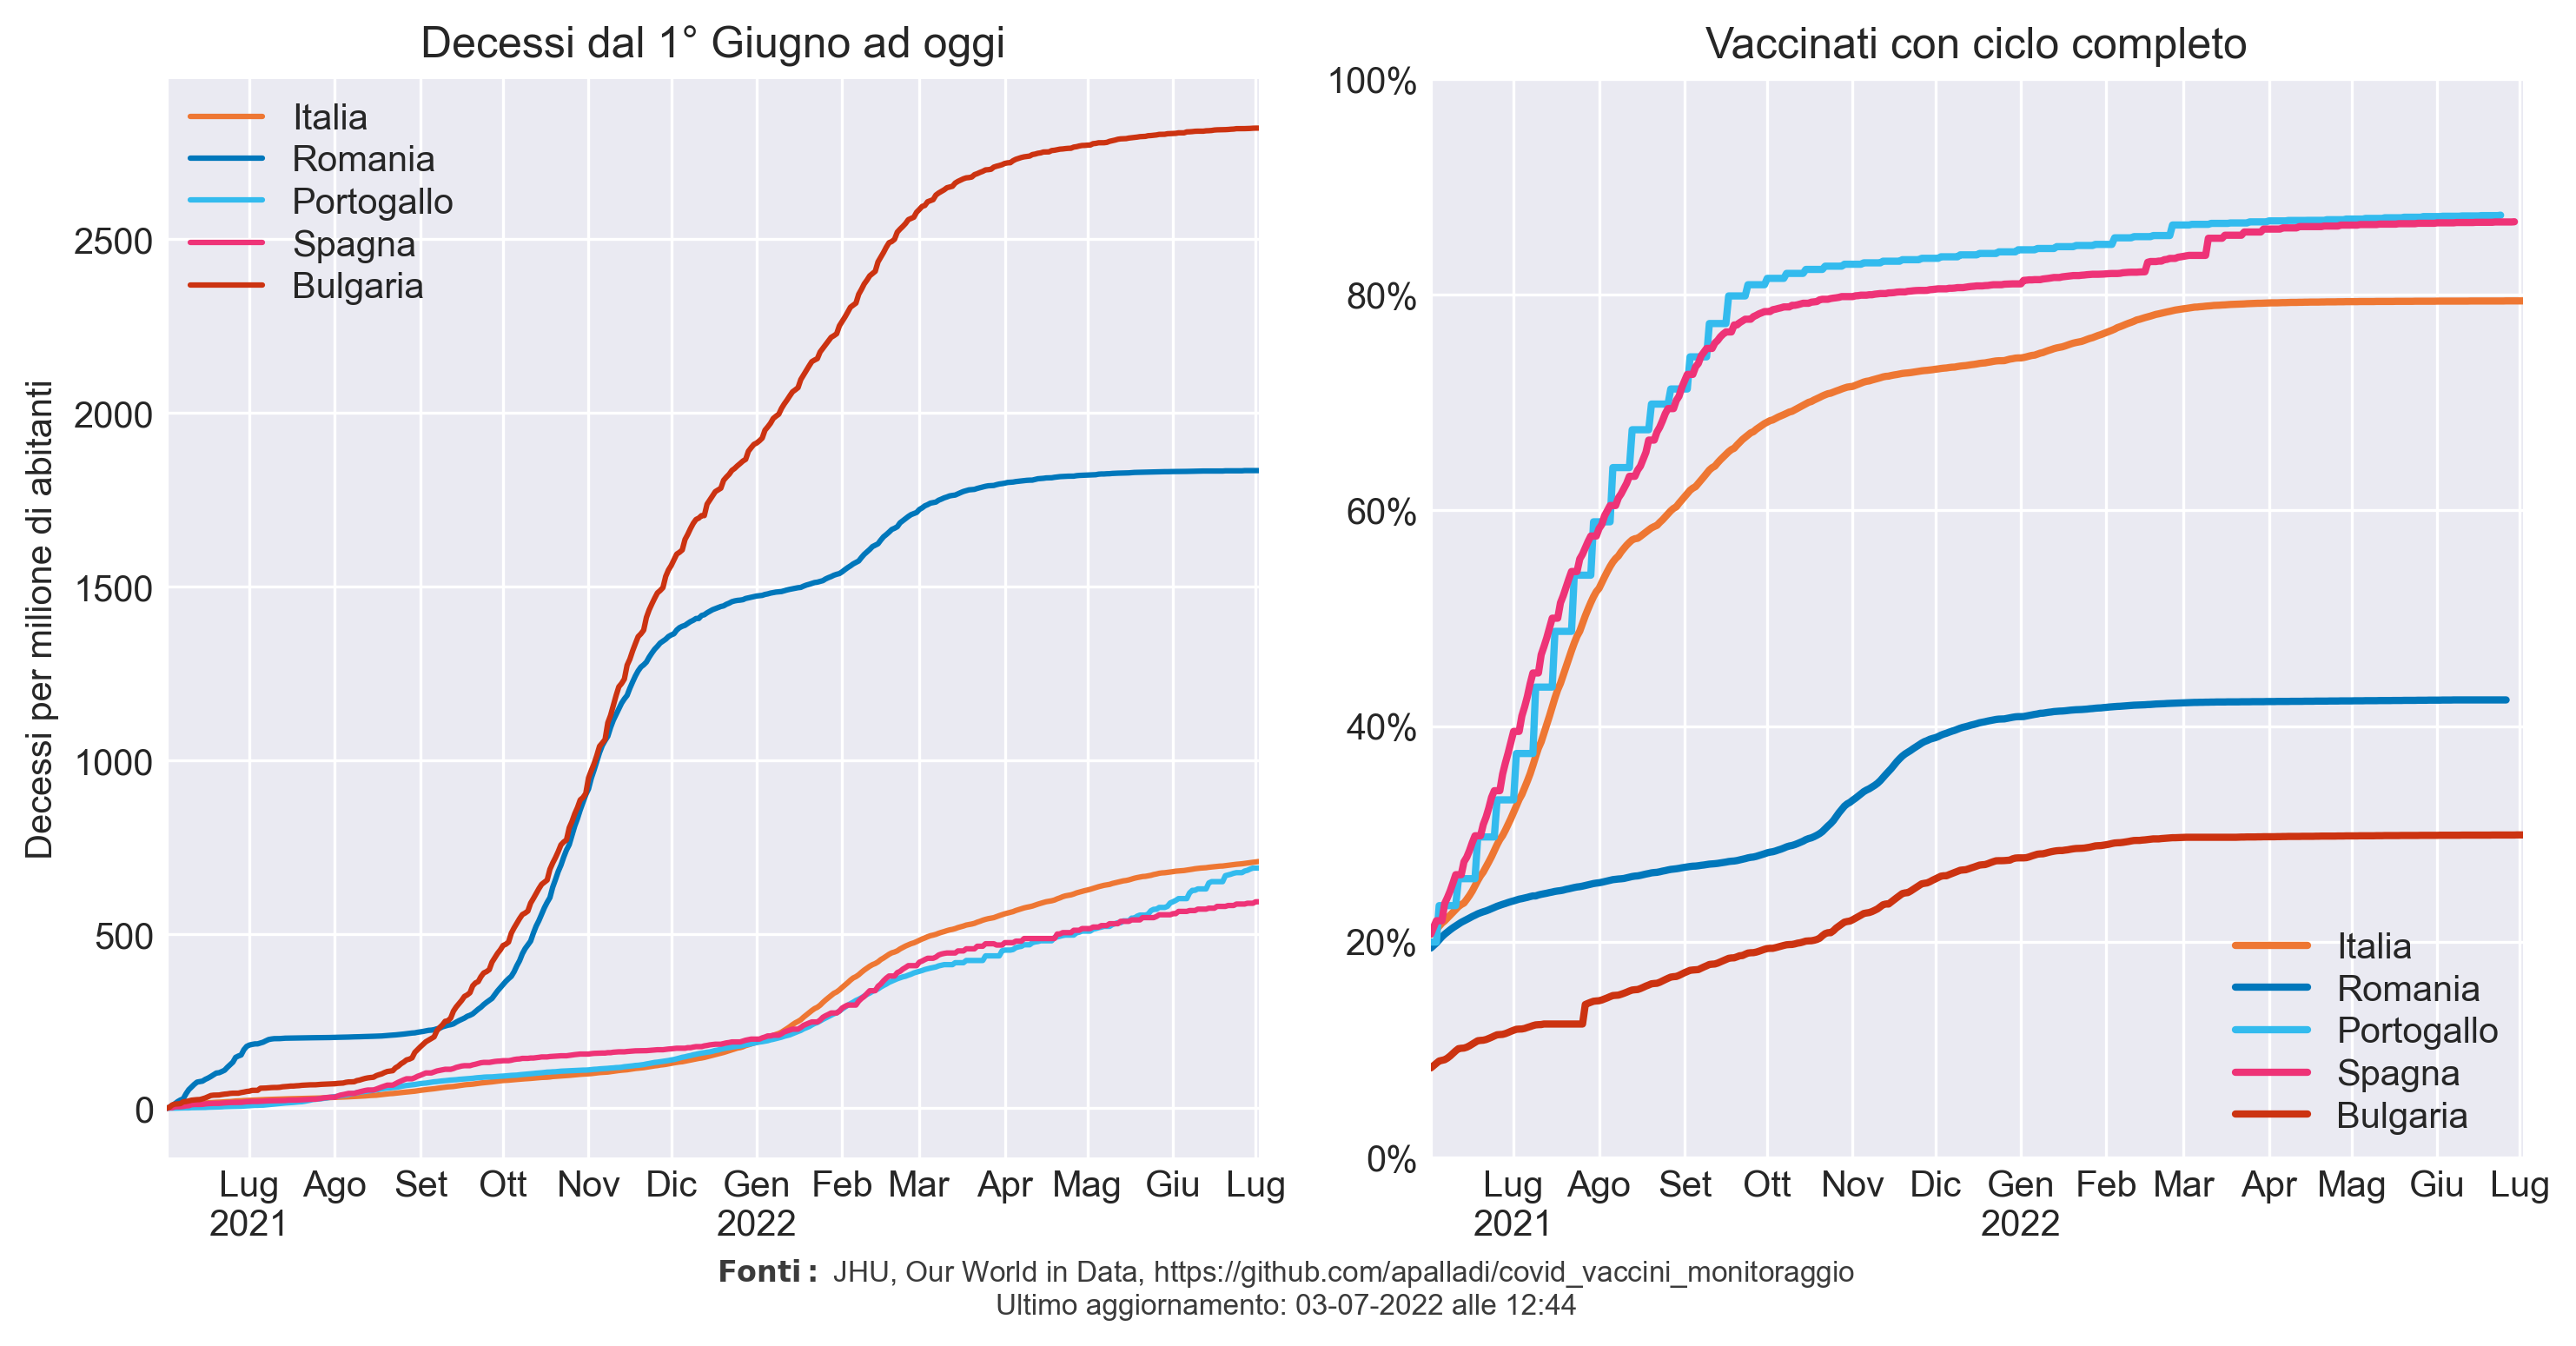 Decessi dal 1° Giugno ad oggi
Decessi per milione di abitanti
2500
2000
1500
1000
500
0
Italia
Romania
Portogallo
Spagna
Bulgaria
Lug Ago Set Ott Nov Dic Gen Feb Mar Apr Mag Giu Lug
2021 2022
Vaccinati con ciclo completo
100%
80%
60%
40%
20%
0%
Italia
Romania
Portogallo
Spagna
Bulgaria
Lug Ago Set Ott Nov Dic Gen Feb Mar Apr Mag Giu Lug
2021 2022
Fonti: JHU, Our World in Data, https://github.com/apalladi/covid_vaccini_monitoraggio
Ultimo aggiornamento: 03-07-2022 alle 12:44